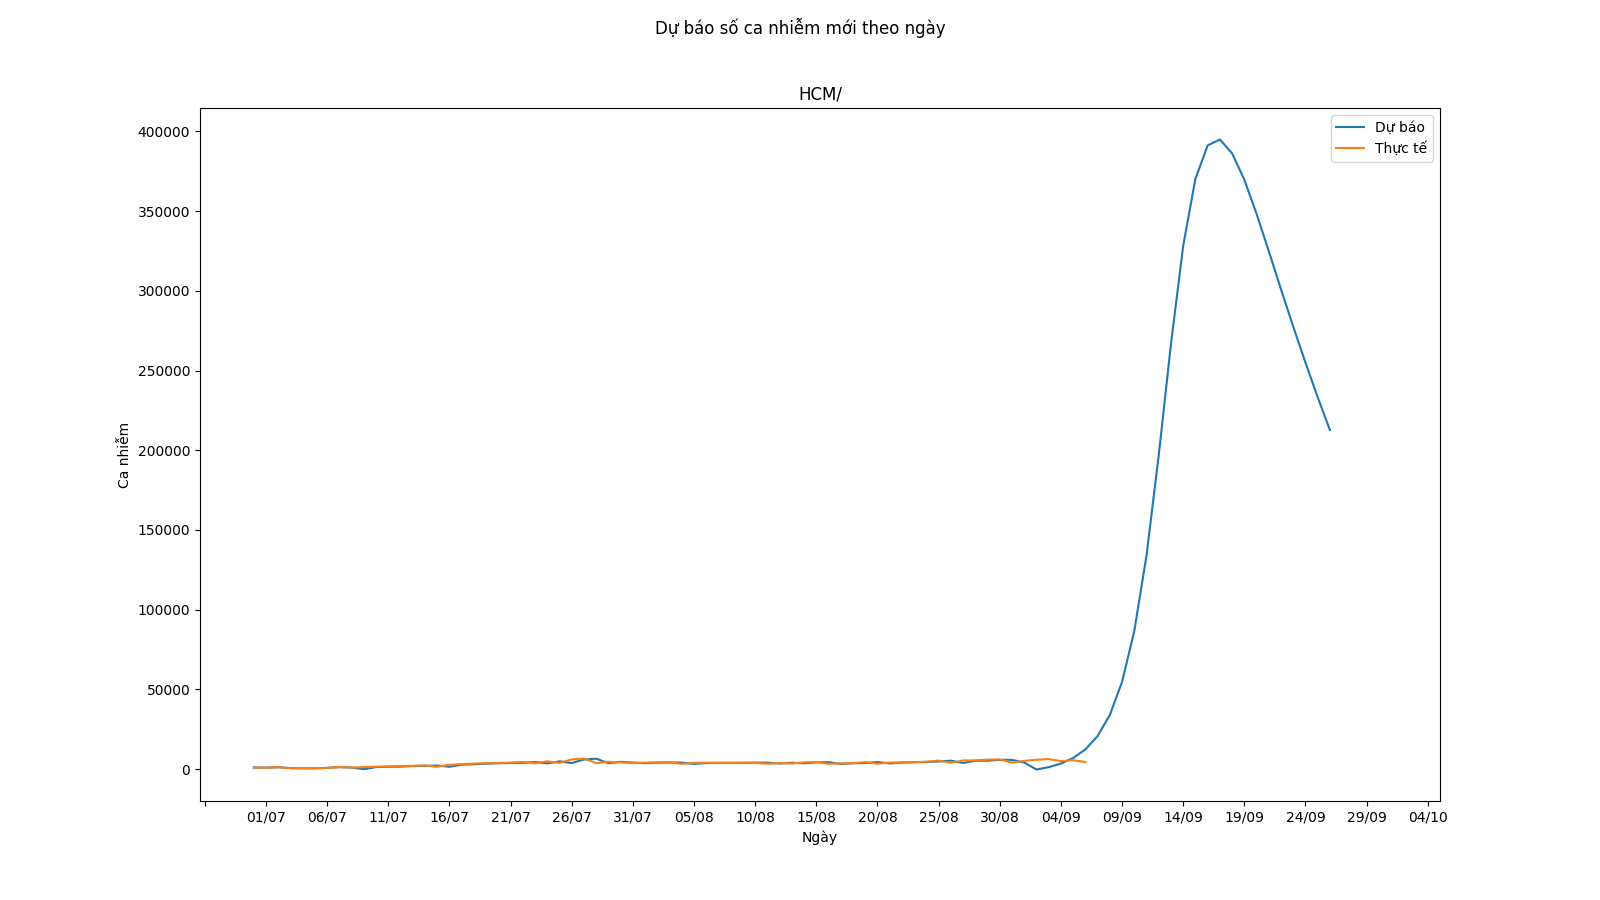 Dự báo số ca nhiễm mới theo ngày
HCM/
Dự báo
Thực tế
Ca nhiễm
400000
350000
300000
250000
200000
150000
100000
50000
0
01/07 06/07 11/07 16/07 21/07 26/07 31/07 05/08 10/08 15/08 20/08 25/08 30/08 04/09 09/09 14/09 19/09 24/09 29/09 04/10
Ngày